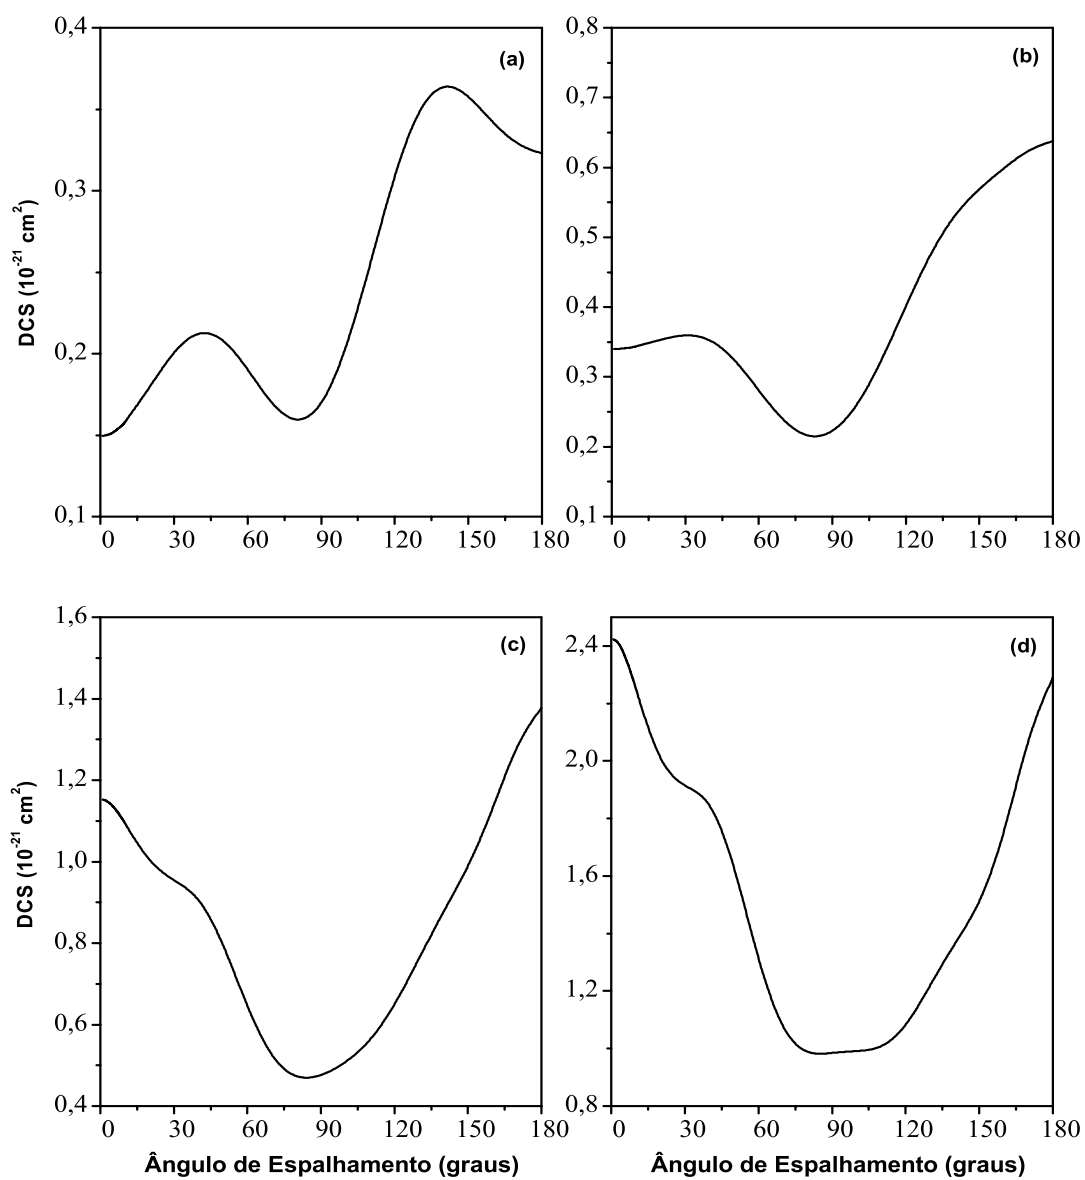 0,4
0,3
0,2
0,1
DCS (10⁻²¹ cm²)
(a)
0 30 60 90 120 150 180
0,8
0,7
0,6
0,5
0,4
0,3
0,2
0,1
(b)
0 30 60 90 120 150 180
1,6
1,4
1,2
1,0
0,8
0,6
0,4
DCS (10⁻²¹ cm²)
(c)
0 30 60 90 120 150 180
Ângulo de Espalhamento (graus)
2,4
2,0
1,6
1,2
0,8
(d)
0 30 60 90 120 150 180
Ângulo de Espalhamento (graus)